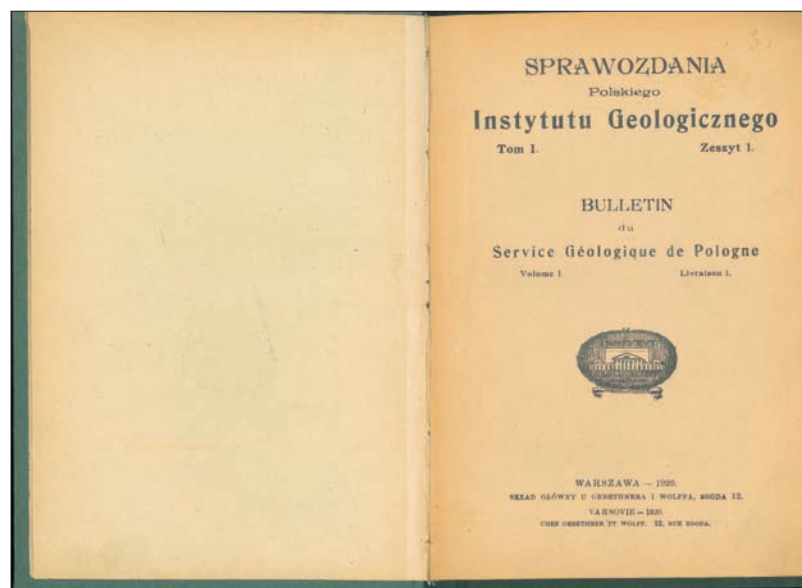 SPRAWOZDANIA
Polskiego
Instytutu Geologicznego
Tom I. Zeszyt 1.
BULLETIN
du
Service Géologique de Pologne
Volume I. Livraison 1.
WARSZAWA — 1920.
SKŁAD GŁÓWNY U GEBETHNERA I WOLFFA, ZGODA 12.
VARSOVIE — 1920.
CHEZ GEBETHNER ET WOLFF. 12, RUE ZGODA.